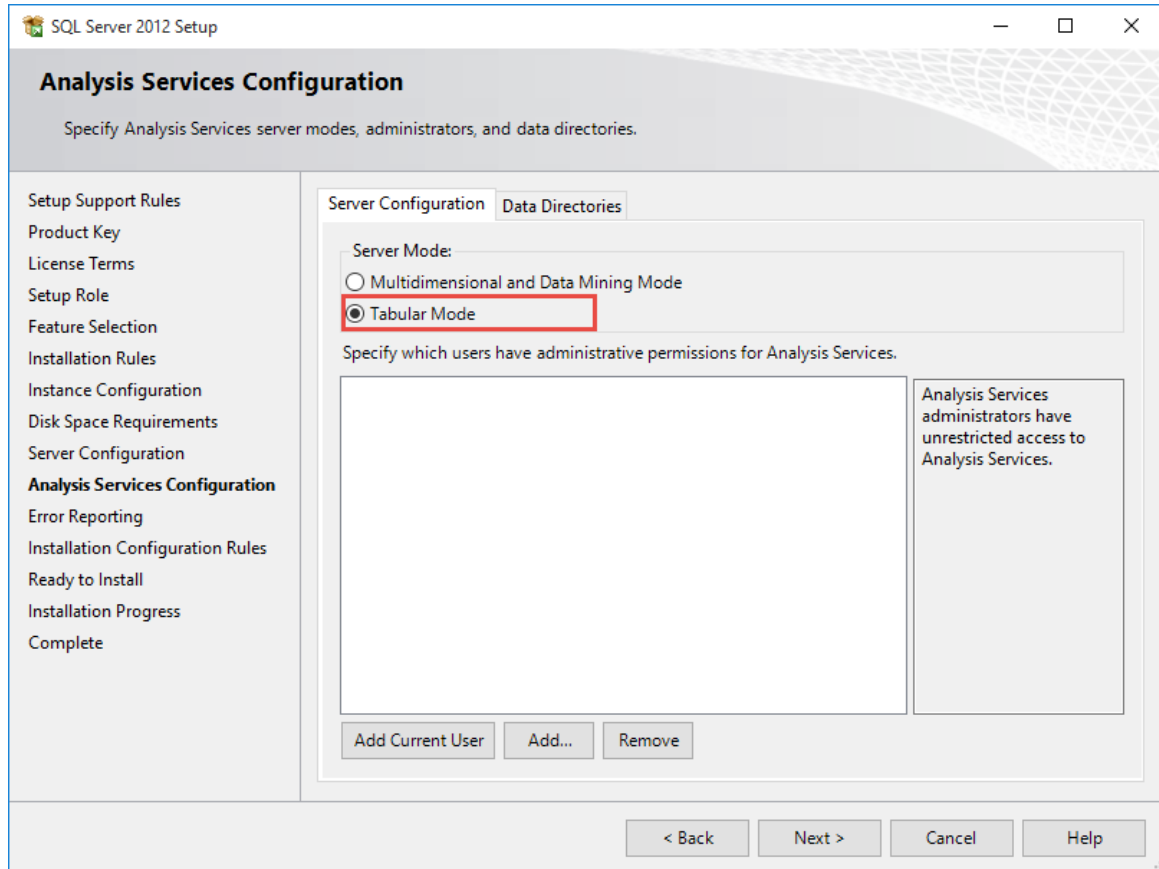 SQL Server 2012 Setup
Analysis Services Configuration
Specify Analysis Services server modes, administrators, and data directories.
Setup Support Rules
Product Key
License Terms
Setup Role
Feature Selection
Installation Rules
Instance Configuration
Disk Space Requirements
Server Configuration
Analysis Services Configuration
Error Reporting
Installation Configuration Rules
Ready to Install
Installation Progress
Complete
Server Configuration
Data Directories
Server Mode:
Multidimensional and Data Mining Mode
Tabular Mode
Specify which users have administrative permissions for Analysis Services.
Analysis Services
administrators have
unrestricted access to
Analysis Services.
Add Current User
Add...
Remove
< Back
Next >
Cancel
Help